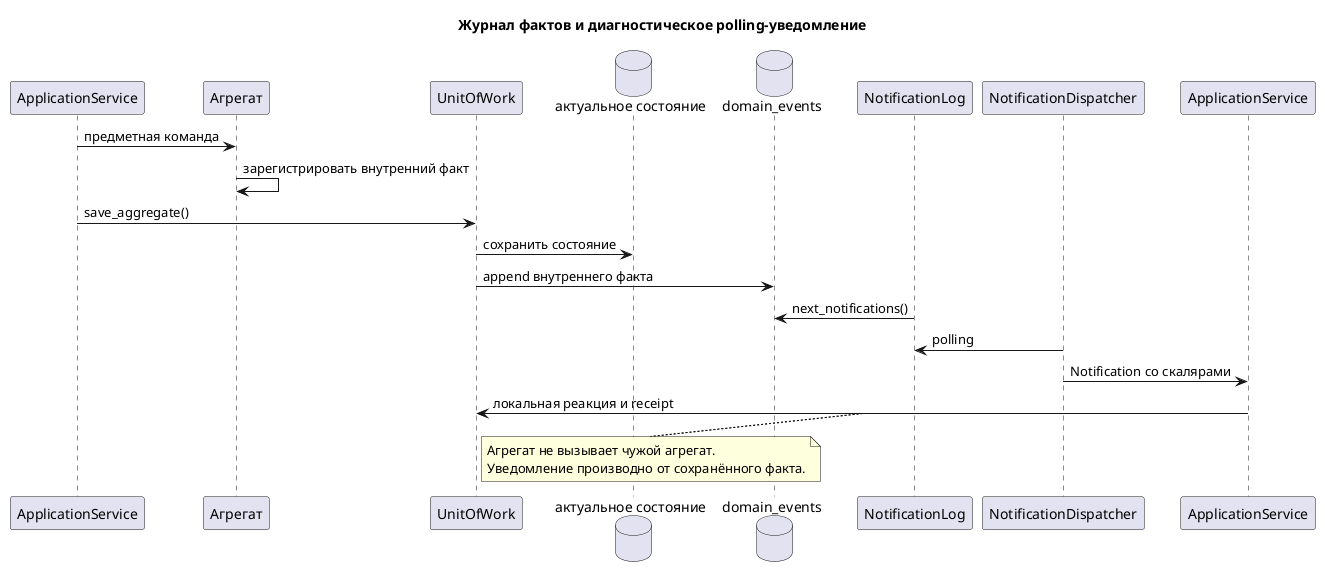 Журнал фактов и диагностическое polling-уведомление
ApplicationService
Агрегат
UnitOfWork
актуальное состояние
domain_events
NotificationLog
NotificationDispatcher
ApplicationService
предметная команда
зарегистрировать внутренний факт
save_aggregate()
сохранить состояние
append внутреннего факта
next_notifications()
polling
Notification со скалярами
локальная реакция и receipt
Агрегат не вызывает чужой агрегат.
Уведомление производно от сохранённого факта.
ApplicationService
Агрегат
UnitOfWork
актуальное состояние
domain_events
NotificationLog
NotificationDispatcher
ApplicationService